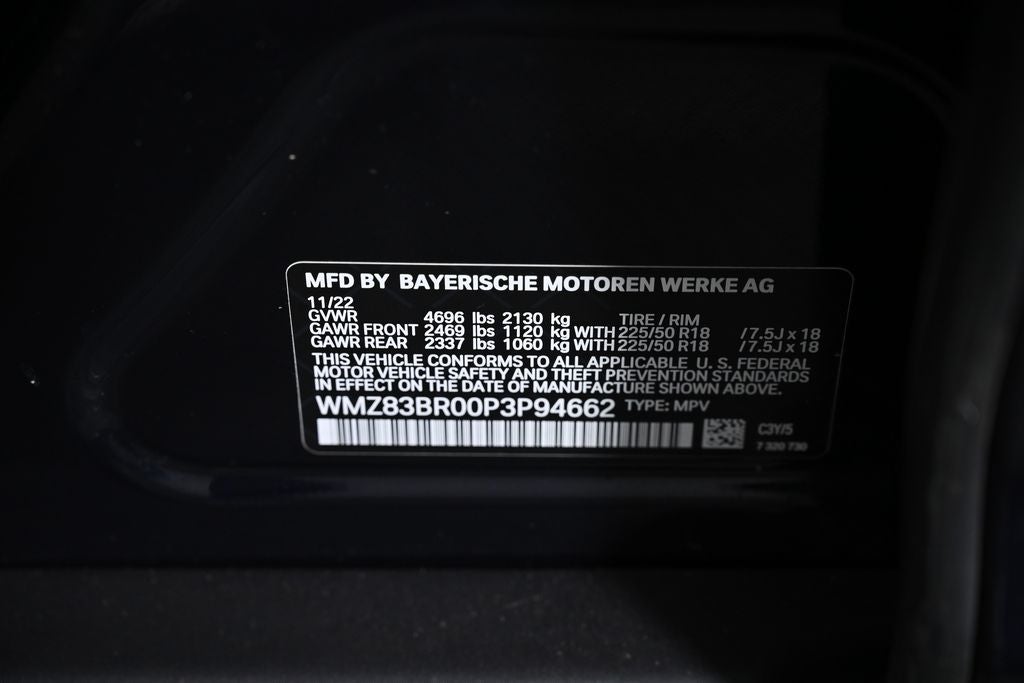 MFD BY BAYERISCHE MOTOREN WERKE AG
11/22
GVWR 4696 lbs 2130 kg TIRE / RIM
GAWR FRONT 2469 lbs 1120 kg WITH 225/50 R18 / 7.5J x 18
GAWR REAR 2337 lbs 1060 kg WITH 225/50 R18 / 7.5J x 18
THIS VEHICLE CONFORMS TO ALL APPLICABLE U. S. FEDERAL
MOTOR VEHICLE SAFETY AND THEFT PREVENTION STANDARDS
IN EFFECT ON THE DATE OF MANUFACTURE SHOWN ABOVE.
WMZ83BR00P3P94662 TYPE: MPV
C3Y/5
7 320 730